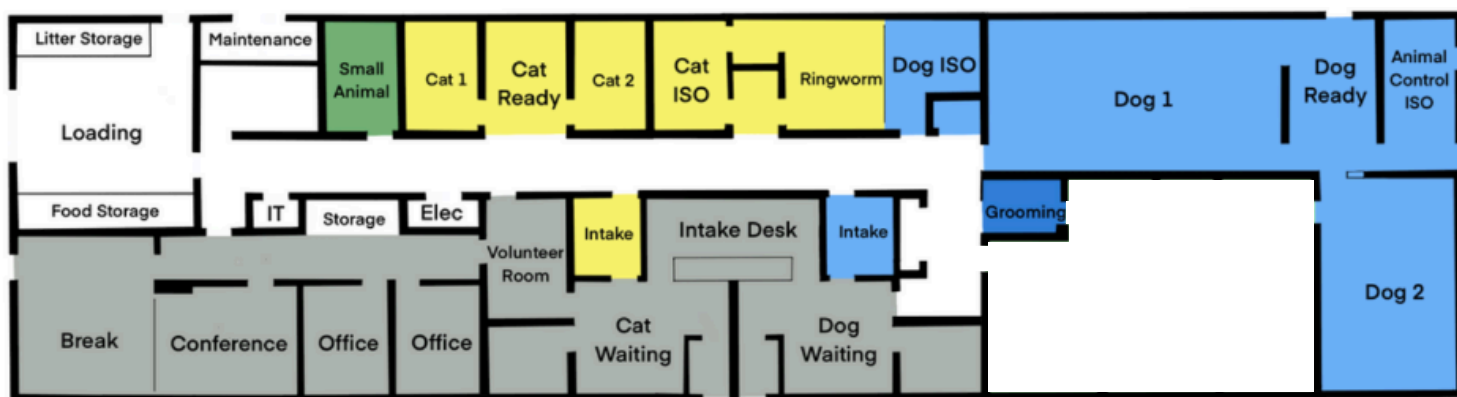 Litter Storage
Maintenance
Loading
Food Storage
Small
Animal
Cat 1
Cat
Ready
Cat 2
Cat
ISO
Ringworm
Dog ISO
Dog 1
Dog
Ready
Animal
Control
ISO
IT
Storage
Elec
Volunteer
Room
Intake
Intake Desk
Intake
Grooming
Dog 2
Break
Conference
Office
Office
Cat
Waiting
Dog
Waiting